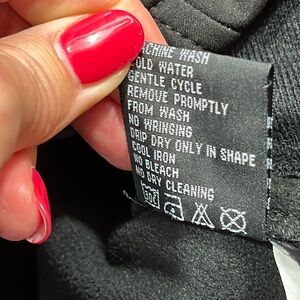 MACHINE WASH
COLD WATER
GENTLE CYCLE
REMOVE PROMPTLY
FROM WASH
NO WRINGING
DRIP DRY ONLY IN SHAPE
COOL IRON
NO BLEACH
NO DRY CLEANING